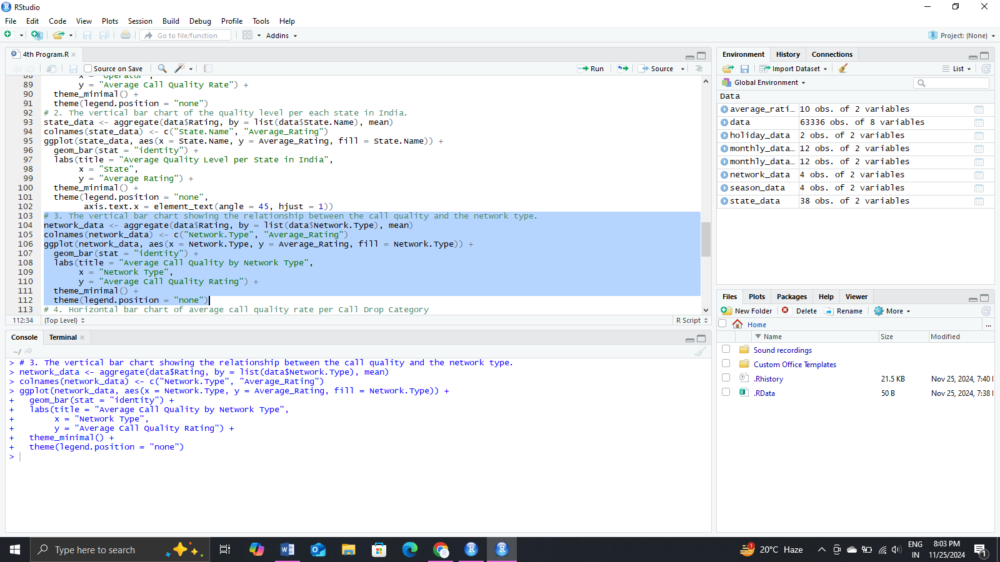 RStudio
File Edit Code View Plots Session Build Debug Profile Tools Help
Go to file/function Addins Project: (None)
4th Program.R
Source on Save Run Source
88 x = "Operator",
89 y = "Average Call Quality Rate") +
90 theme_minimal() +
91 theme(legend.position = "none")
92 # 2. The vertical bar chart of the quality level per each state in India.
93 state_data <- aggregate(data$Rating, by = list(data$State.Name), mean)
94 colnames(state_data) <- c("State.Name", "Average_Rating")
95 ggplot(state_data, aes(x = State.Name, y = Average_Rating, fill = State.Name)) +
96 geom_bar(stat = "identity") +
97 labs(title = "Average Quality Level per State in India",
98 x = "State",
99 y = "Average Rating") +
100 theme_minimal() +
101 theme(legend.position = "none",
102 axis.text.x = element_text(angle = 45, hjust = 1))
103 # 3. The vertical bar chart showing the relationship between the call quality and the network type.
104 network_data <- aggregate(data$Rating, by = list(data$Network.Type), mean)
105 colnames(network_data) <- c("Network.Type", "Average_Rating")
106 ggplot(network_data, aes(x = Network.Type, y = Average_Rating, fill = Network.Type)) +
107 geom_bar(stat = "identity") +
108 labs(title = "Average Call Quality by Network Type",
109 x = "Network Type",
110 y = "Average Call Quality Rating") +
111 theme_minimal() +
112 theme(legend.position = "none")
113 # 4. Horizontal bar chart of average call quality rate per Call Drop Category
112:34 (Top Level) R Script
Console Terminal
~/
> # 3. The vertical bar chart showing the relationship between the call quality and the network type.
> network_data <- aggregate(data$Rating, by = list(data$Network.Type), mean)
> colnames(network_data) <- c("Network.Type", "Average_Rating")
> ggplot(network_data, aes(x = Network.Type, y = Average_Rating, fill = Network.Type)) +
+ geom_bar(stat = "identity") +
+ labs(title = "Average Call Quality by Network Type",
+ x = "Network Type",
+ y = "Average Call Quality Rating") +
+ theme_minimal() +
+ theme(legend.position = "none")
>
Environment History Connections
Import Dataset List
Global Environment
Data
average_rati… 10 obs. of 2 variables
data 63336 obs. of 8 variables
holiday_data 2 obs. of 2 variables
monthly_data… 12 obs. of 2 variables
monthly_data… 12 obs. of 2 variables
network_data 4 obs. of 2 variables
season_data 4 obs. of 2 variables
state_data 38 obs. of 2 variables
Files Plots Packages Help Viewer
New Folder Delete Rename More
Home ...
Name Size Modified
Sound recordings
Custom Office Templates
.Rhistory 21.5 KB Nov 25, 2024, 7:40
.RData 50 B Nov 25, 2024, 7:38
Type here to search
1 20°C Haze ENG IN 8:03 PM 11/25/2024 1